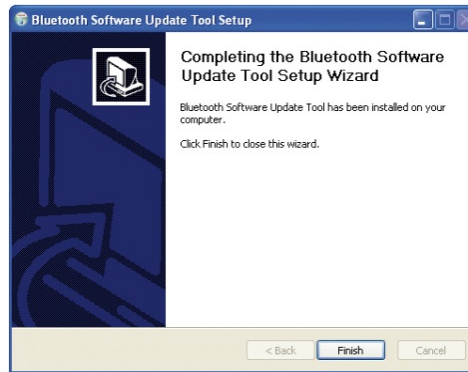 Bluetooth Software Update Tool Setup
Completing the Bluetooth Software
Update Tool Setup Wizard
Bluetooth Software Update Tool has been installed on your
computer.
Click Finish to close this wizard.
< Back Finish Cancel